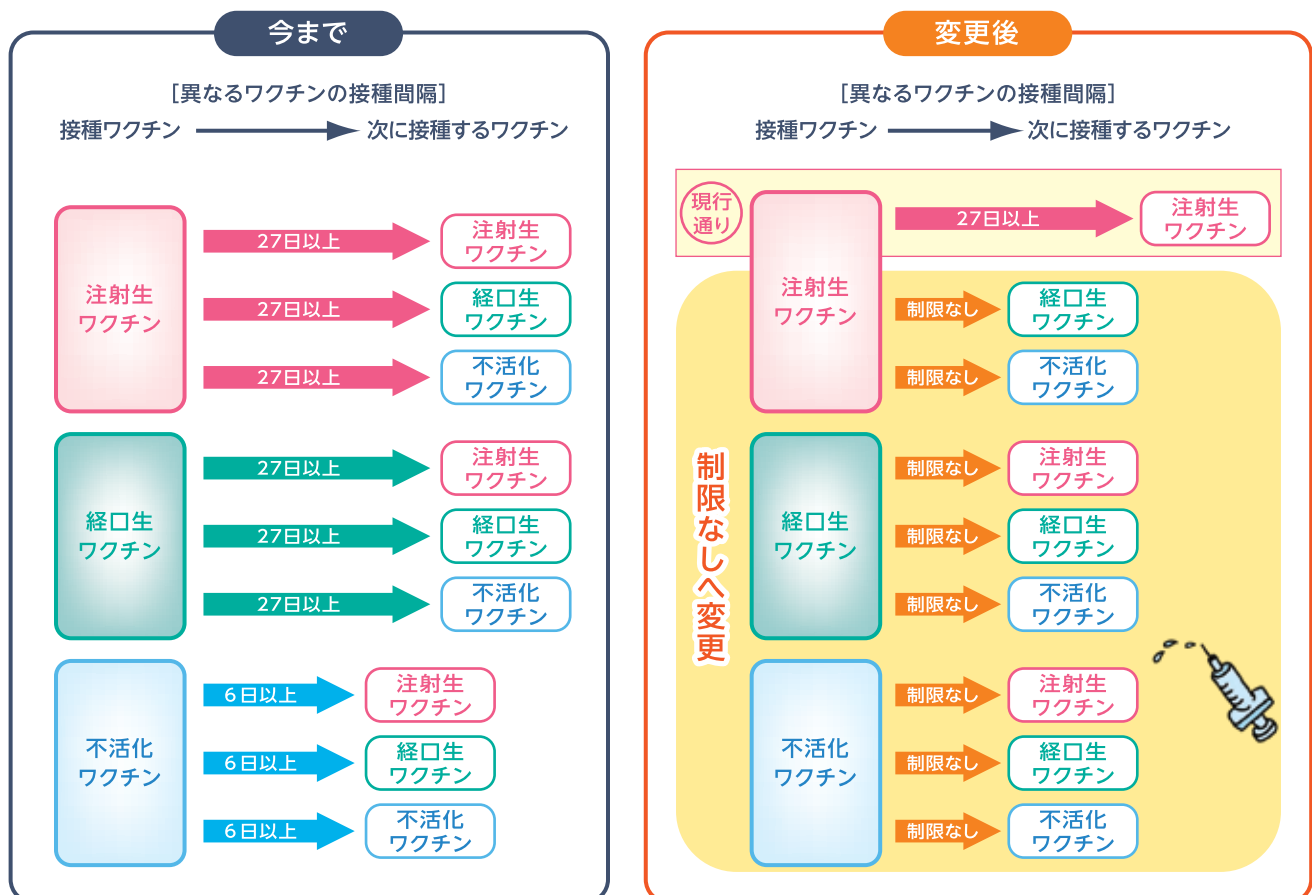 今まで
[異なるワクチンの接種間隔]
接種ワクチン 次に接種するワクチン
注射生
ワクチン
27日以上
注射生
ワクチン
27日以上
経口生
ワクチン
27日以上
不活化
ワクチン
経口生
ワクチン
27日以上
注射生
ワクチン
27日以上
経口生
ワクチン
27日以上
不活化
ワクチン
不活化
ワクチン
6日以上
注射生
ワクチン
6日以上
経口生
ワクチン
6日以上
不活化
ワクチン
変更後
[異なるワクチンの接種間隔]
接種ワクチン 次に接種するワクチン
現行
通り
注射生
ワクチン
27日以上
注射生
ワクチン
制限なし
経口生
ワクチン
制限なし
不活化
ワクチン
制限なしへ変更
経口生
ワクチン
制限なし
注射生
ワクチン
制限なし
経口生
ワクチン
制限なし
不活化
ワクチン
不活化
ワクチン
制限なし
注射生
ワクチン
制限なし
経口生
ワクチン
制限なし
不活化
ワクチン